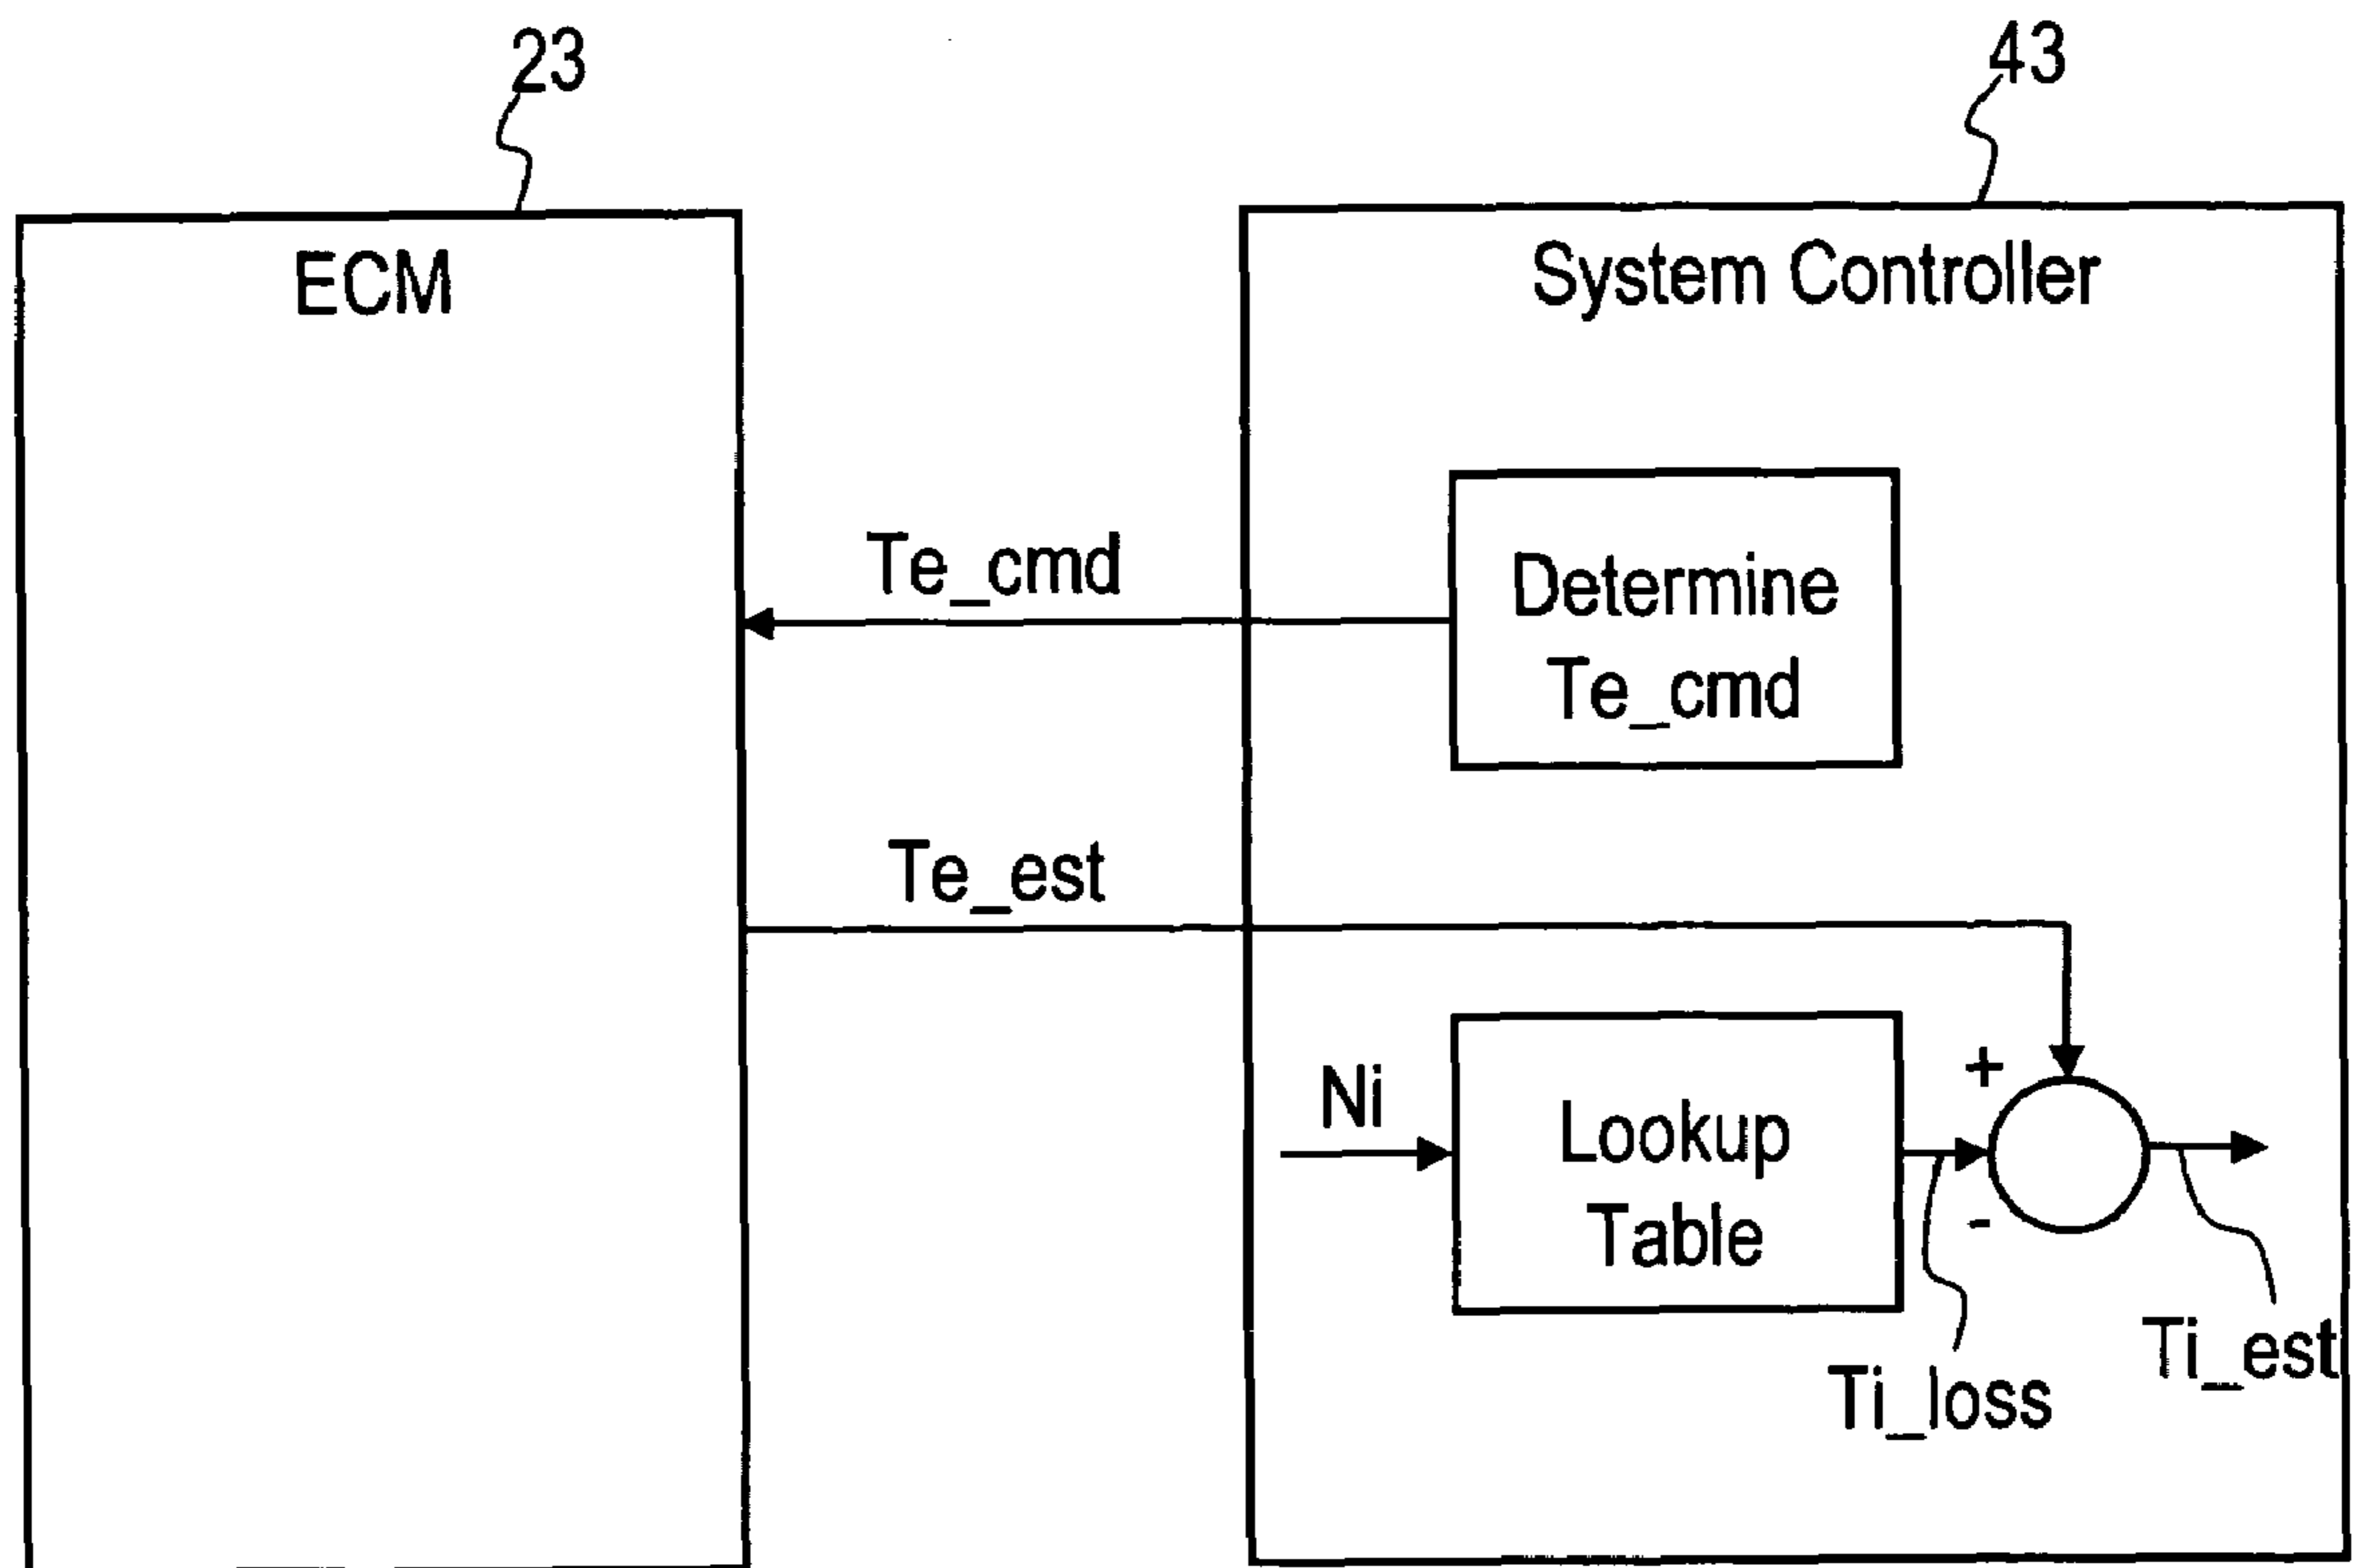 23
43
ECM
System Controller
Te_cmd
Determine
Te_cmd
Te_est
Ni
Lookup
Table
+
-
Ti_loss
Ti_est